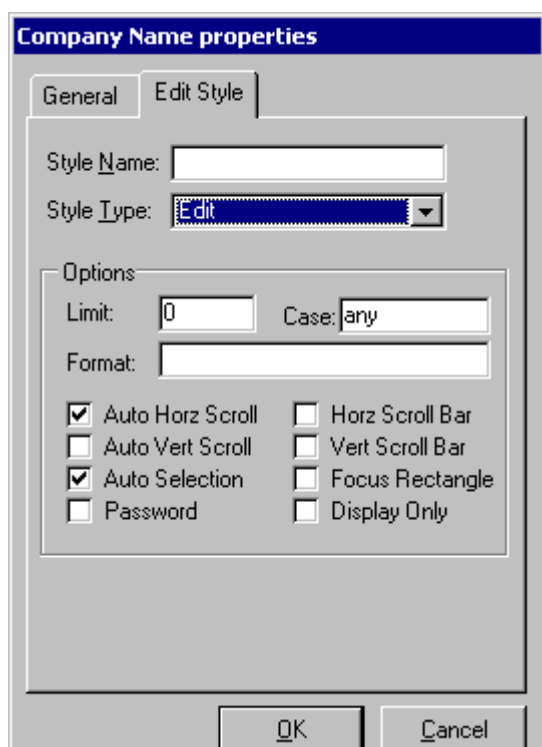 Company Name properties
General Edit Style
Style Name:
Style Type: Edit
Options
Limit: 0 Case: any
Format:
Auto Horz Scroll Horz Scroll Bar
Auto Vert Scroll Vert Scroll Bar
Auto Selection Focus Rectangle
Password Display Only
OK Cancel